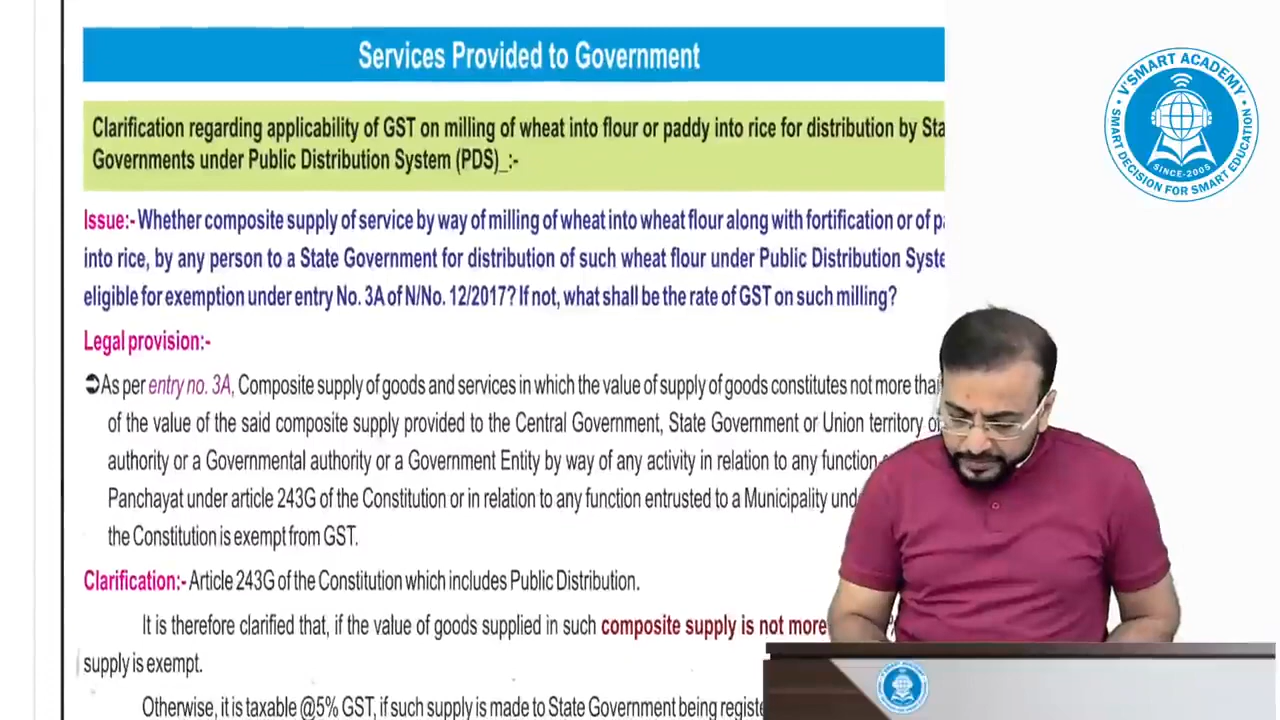 Services Provided to Government
Clarification regarding applicability of GST on milling of wheat into flour or paddy into rice for distribution by Sta
Governments under Public Distribution System (PDS)_:-
Issue:- Whether composite supply of service by way of milling of wheat into wheat flour along with fortification or of pa
into rice, by any person to a State Government for distribution of such wheat flour under Public Distribution Syste
eligible for exemption under entry No. 3A of N/No. 12/2017? If not, what shall be the rate of GST on such milling?
Legal provision:-
➲As per entry no. 3A, Composite supply of goods and services in which the value of supply of goods constitutes not more than
of the value of the said composite supply provided to the Central Government, State Government or Union territory or
authority or a Governmental authority or a Government Entity by way of any activity in relation to any function
Panchayat under article 243G of the Constitution or in relation to any function entrusted to a Municipality und
the Constitution is exempt from GST.
Clarification:- Article 243G of the Constitution which includes Public Distribution.
It is therefore clarified that, if the value of goods supplied in such composite supply is not more
supply is exempt.
Otherwise, it is taxable @5% GST, if such supply is made to State Government being registe
• V'SMART ACADEMY •
SMART DECISION FOR SMART EDUCATION
SINCE-2005